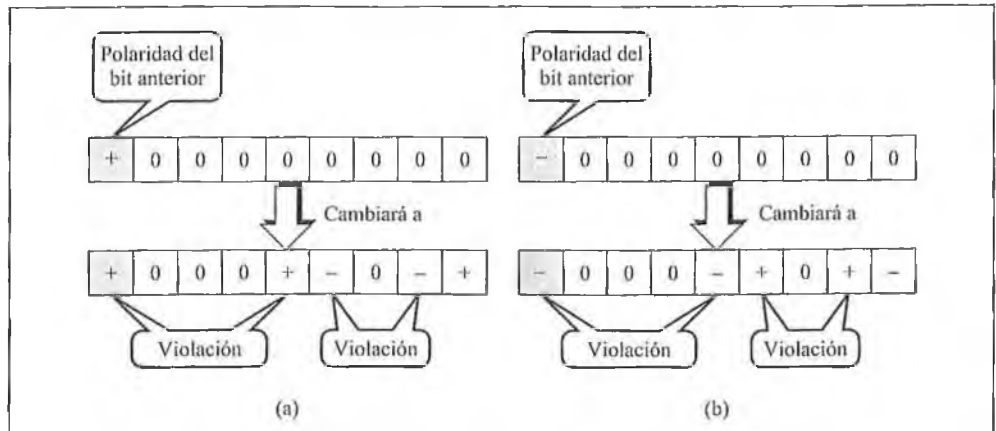 Polaridad del
bit anterior
+ 0 0 0 0 0 0 0 0
Cambiará a
+ 0 0 0 + − 0 − +
Violación Violación
(a)
Polaridad del
bit anterior
− 0 0 0 0 0 0 0 0
Cambiará a
− 0 0 0 − + 0 + −
Violación Violación
(b)